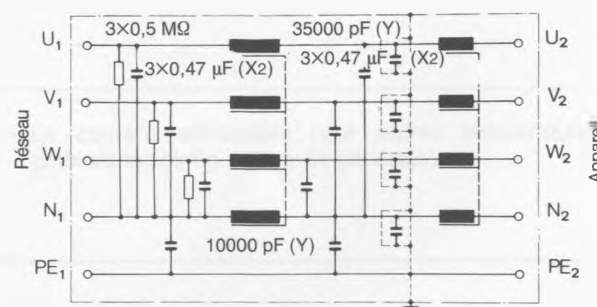 3×0,5 MΩ
35000 pF (Y)
U₁
U₂
3×0,47 µF (X2)
3×0,47 µF (X2)
V₁
V₂
W₁
W₂
Réseau
Appareil
N₁
N₂
10000 pF (Y)
PE₁
PE₂